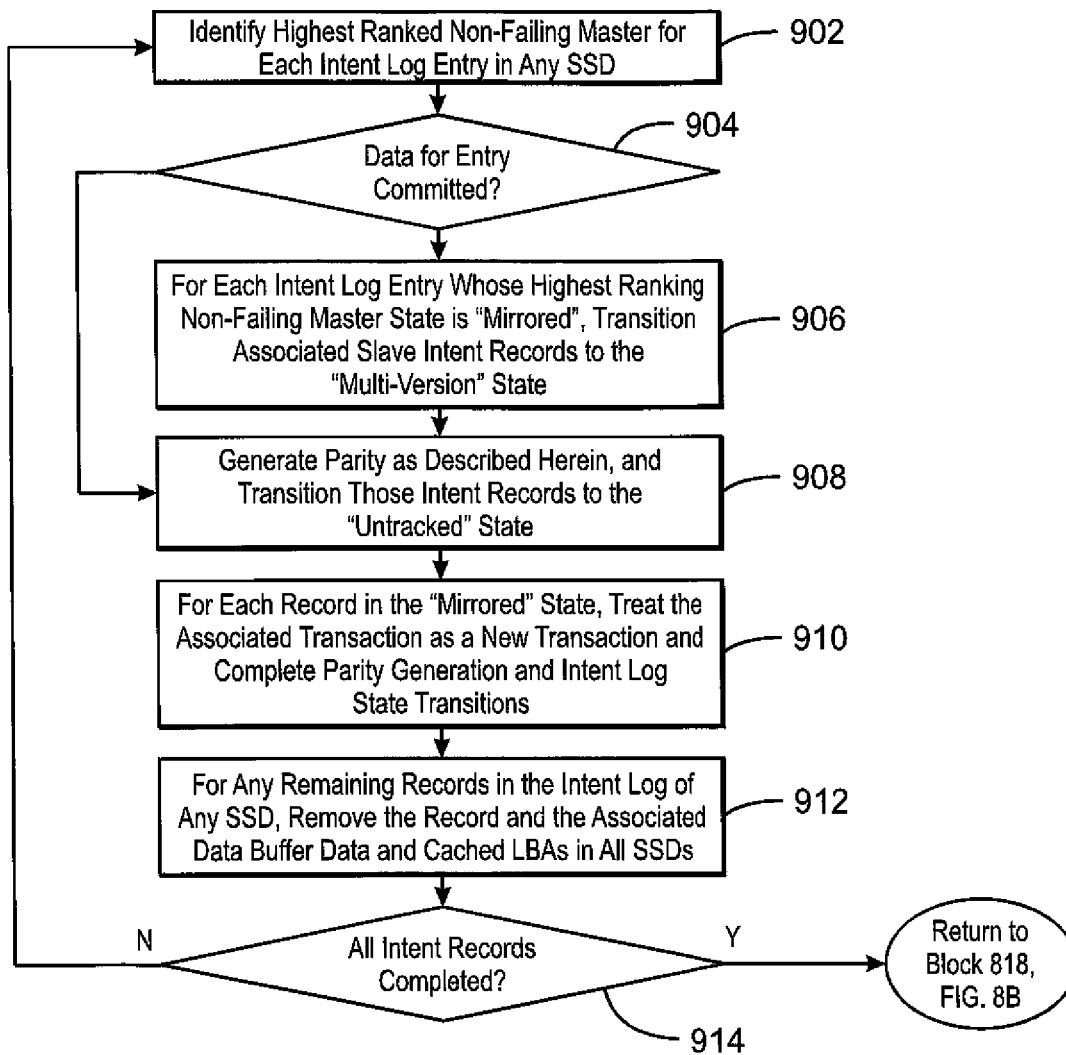 Identify Highest Ranked Non-Failing Master for
Each Intent Log Entry in Any SSD
902
904
Data for Entry
Committed?
For Each Intent Log Entry Whose Highest Ranking
Non-Failing Master State is “Mirrored”, Transition
Associated Slave Intent Records to the
“Multi-Version” State
906
Generate Parity as Described Herein, and
Transition Those Intent Records to the
“Untracked” State
908
For Each Record in the “Mirrored” State, Treat the
Associated Transaction as a New Transaction and
Complete Parity Generation and Intent Log
State Transitions
910
For Any Remaining Records in the Intent Log of
Any SSD, Remove the Record and the Associated
Data Buffer Data and Cached LBAs in All SSDs
912
N
All Intent Records
Completed?
Y
914
Return to
Block 818,
FIG. 8B